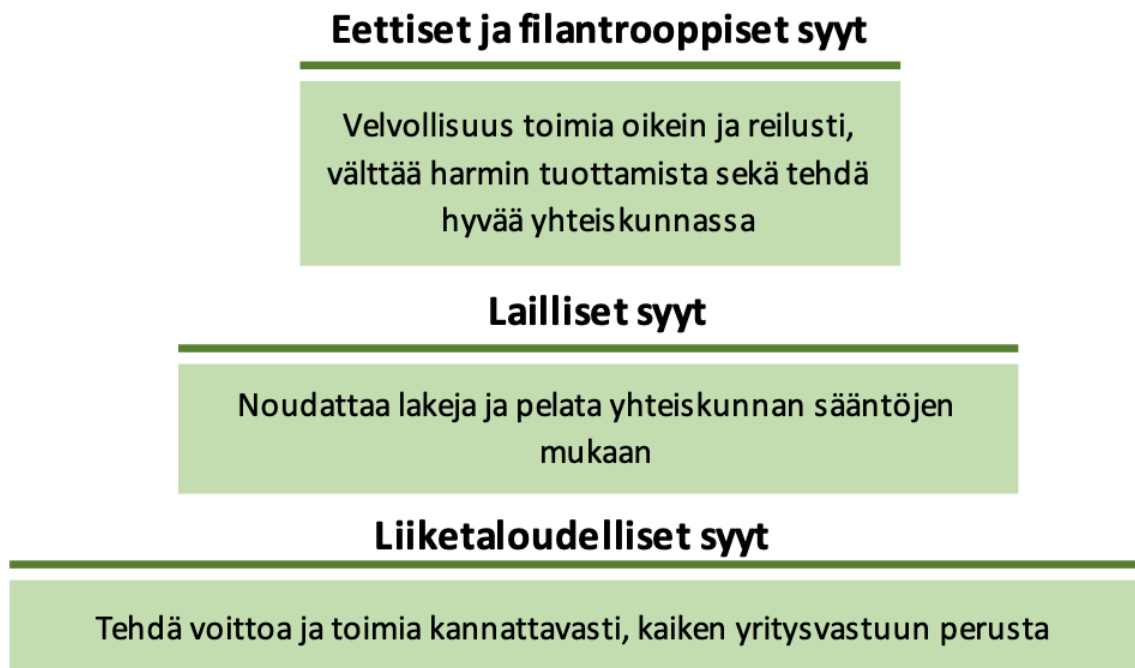 Eettiset ja filantrooppiset syyt
Velvollisuus toimia oikein ja reilusti,
välttää harmin tuottamista sekä tehdä
hyvää yhteiskunnassa
Lailliset syyt
Noudattaa lakeja ja pelata yhteiskunnan sääntöjen
mukaan
Liiketaloudelliset syyt
Tehdä voittoa ja toimia kannattavasti, kaiken yritysvastuun perusta